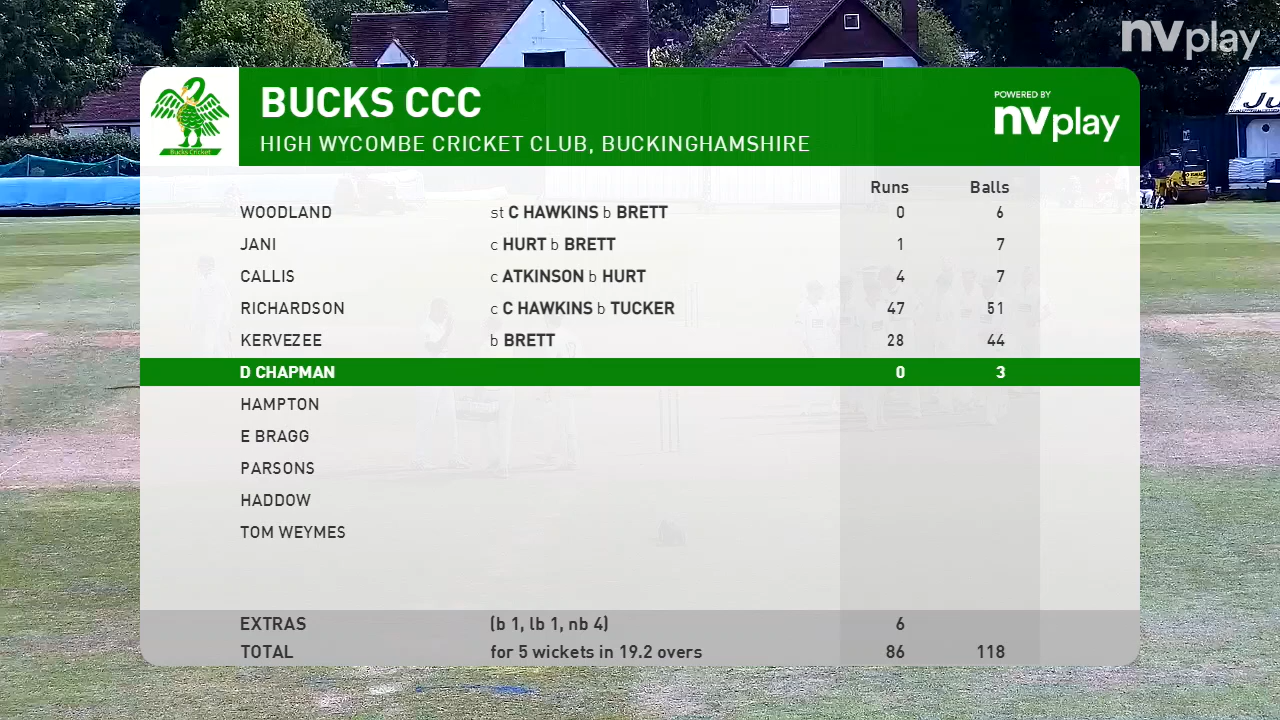 nvplay
BUCKS CCC
HIGH WYCOMBE CRICKET CLUB, BUCKINGHAMSHIRE
POWERED BY
nvplay
Bucks Cricket
Runs Balls
WOODLAND st C HAWKINS b BRETT 0 6
JANI c HURT b BRETT 1 7
CALLIS c ATKINSON b HURT 4 7
RICHARDSON c C HAWKINS b TUCKER 47 51
KERVEZEE b BRETT 28 44
D CHAPMAN 0 3
HAMPTON
E BRAGG
PARSONS
HADDOW
TOM WEYMES
EXTRAS (b 1, lb 1, nb 4) 6
TOTAL for 5 wickets in 19.2 overs 86 118